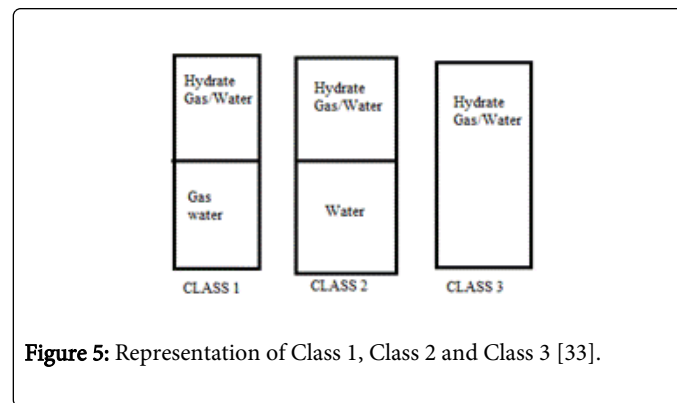 Hydrate
Gas/Water
Gas
water
CLASS 1
Hydrate
Gas/Water
Water
CLASS 2
Hydrate
Gas/Water
CLASS 3
Figure 5: Representation of Class 1, Class 2 and Class 3 [33].